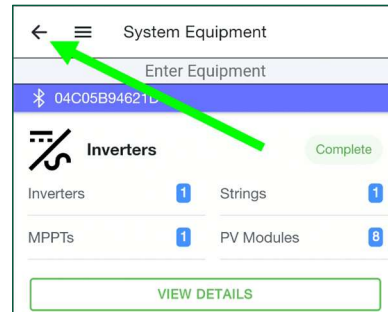 System Equipment
Enter Equipment
04C05B94621D
Inverters
Complete
Inverters 1 Strings 1
MPPTs 1 PV Modules 8
VIEW DETAILS